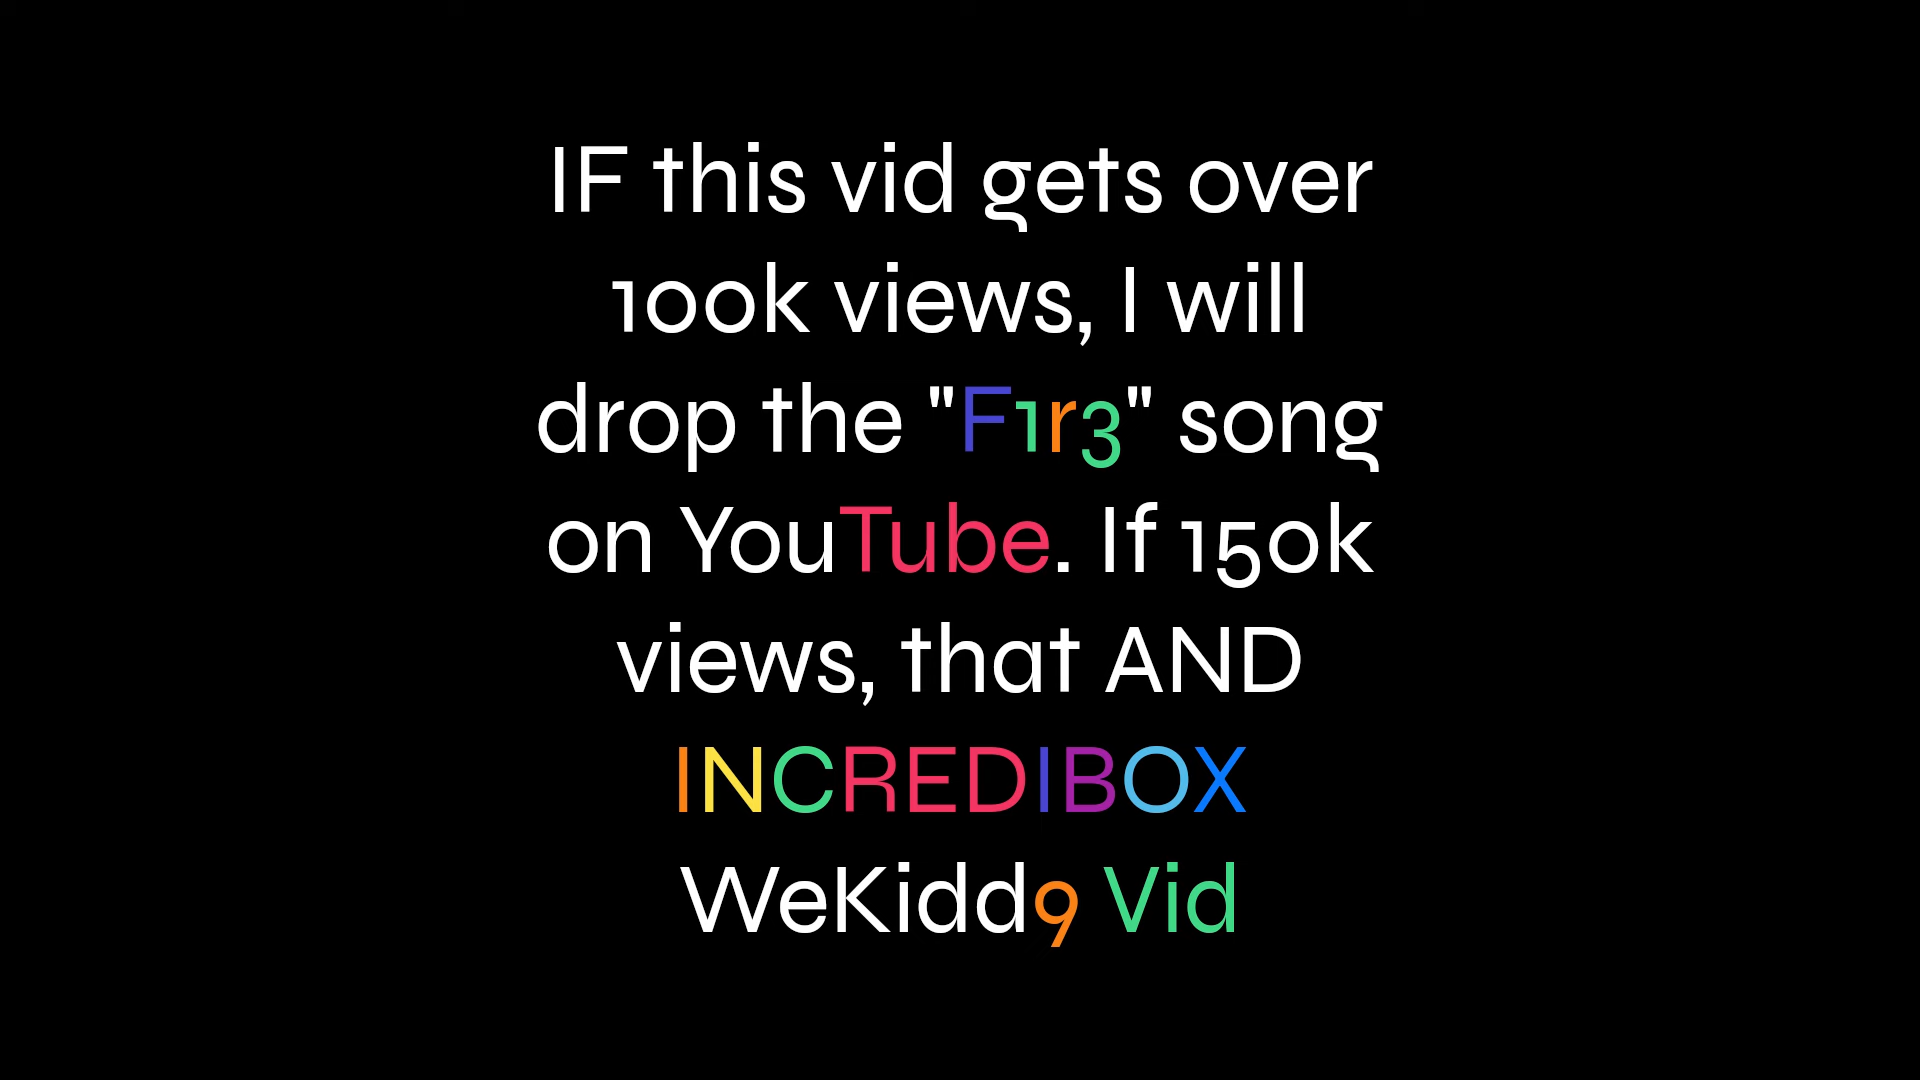 IF this vid gets over
100k views, I will
drop the "F1r3" song
on YouTube. If 150k
views, that AND
INCREDIBOX
WeKidd9 Vid